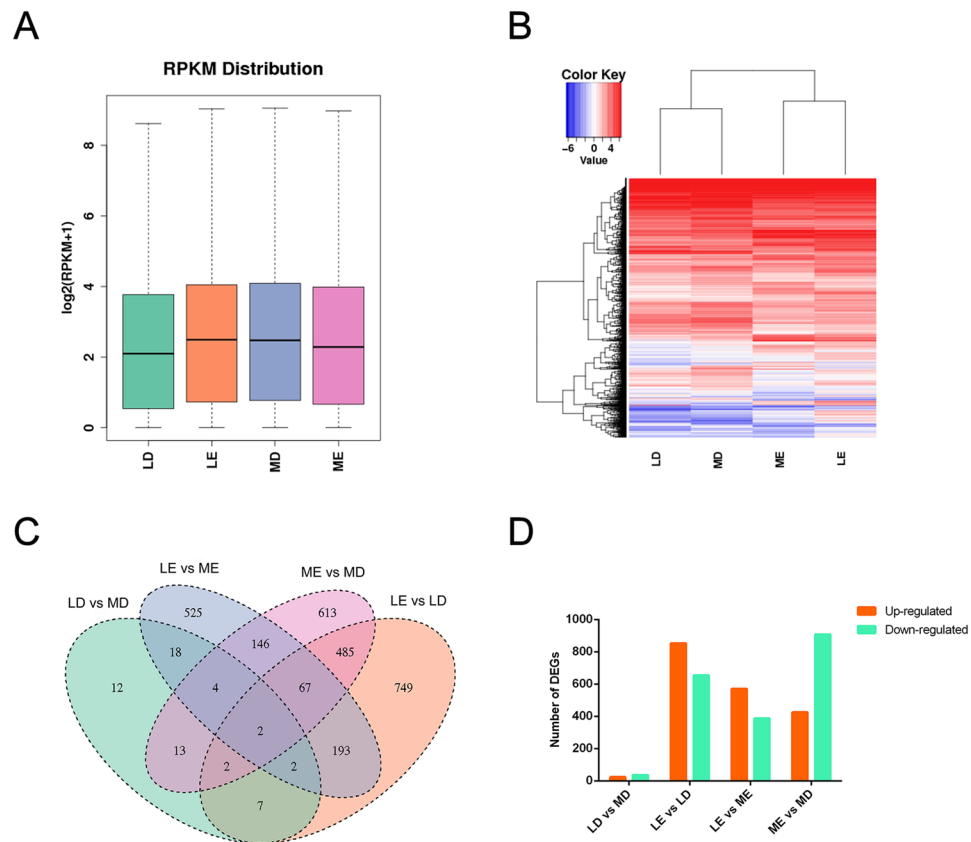 A
RPKM Distribution
log2(RPKM+1)
8
6
4
2
0
LD
LE
MD
ME
B
Color Key
-6 0 4
Value
LD
MD
ME
LE
C
LD vs MD
LE vs ME
ME vs MD
LE vs LD
525
613
18
146
485
12
4
67
749
2
13
2
2
193
7
D
Up-regulated
Down-regulated
Number of DEGs
1000
800
600
400
200
0
LD vs MD
LE vs LD
LE vs ME
ME vs MD